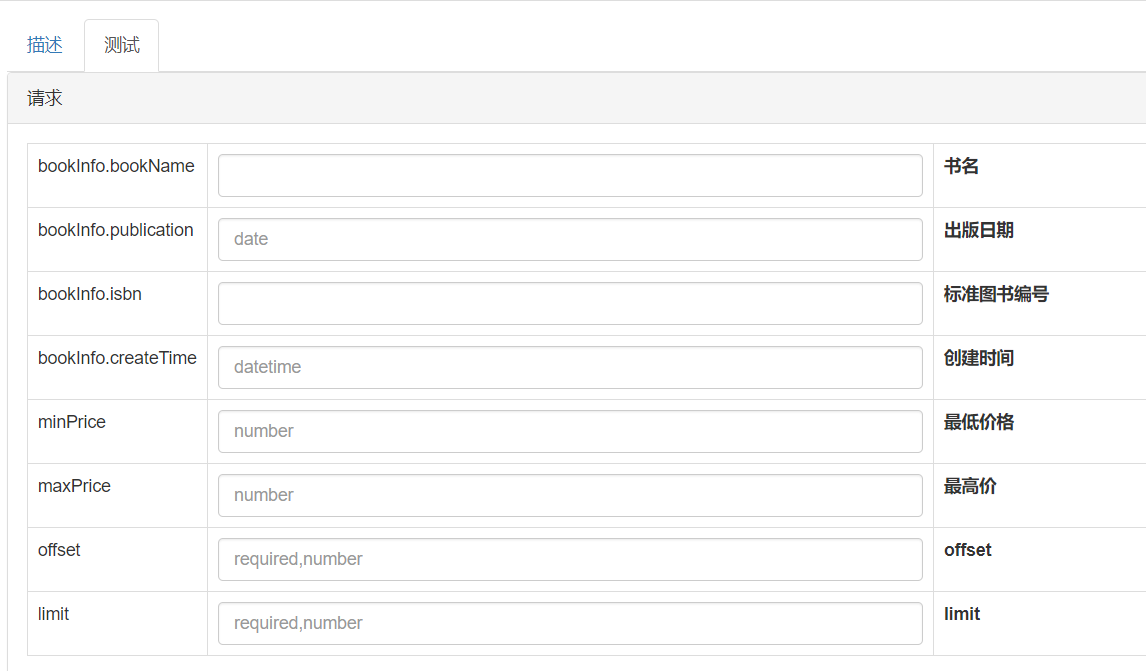 描述 测试
请求
bookInfo.bookName 书名
bookInfo.publication date 出版日期
bookInfo.isbn 标准图书编号
bookInfo.createTime datetime 创建时间
minPrice number 最低价格
maxPrice number 最高价
offset required,number offset
limit required,number limit